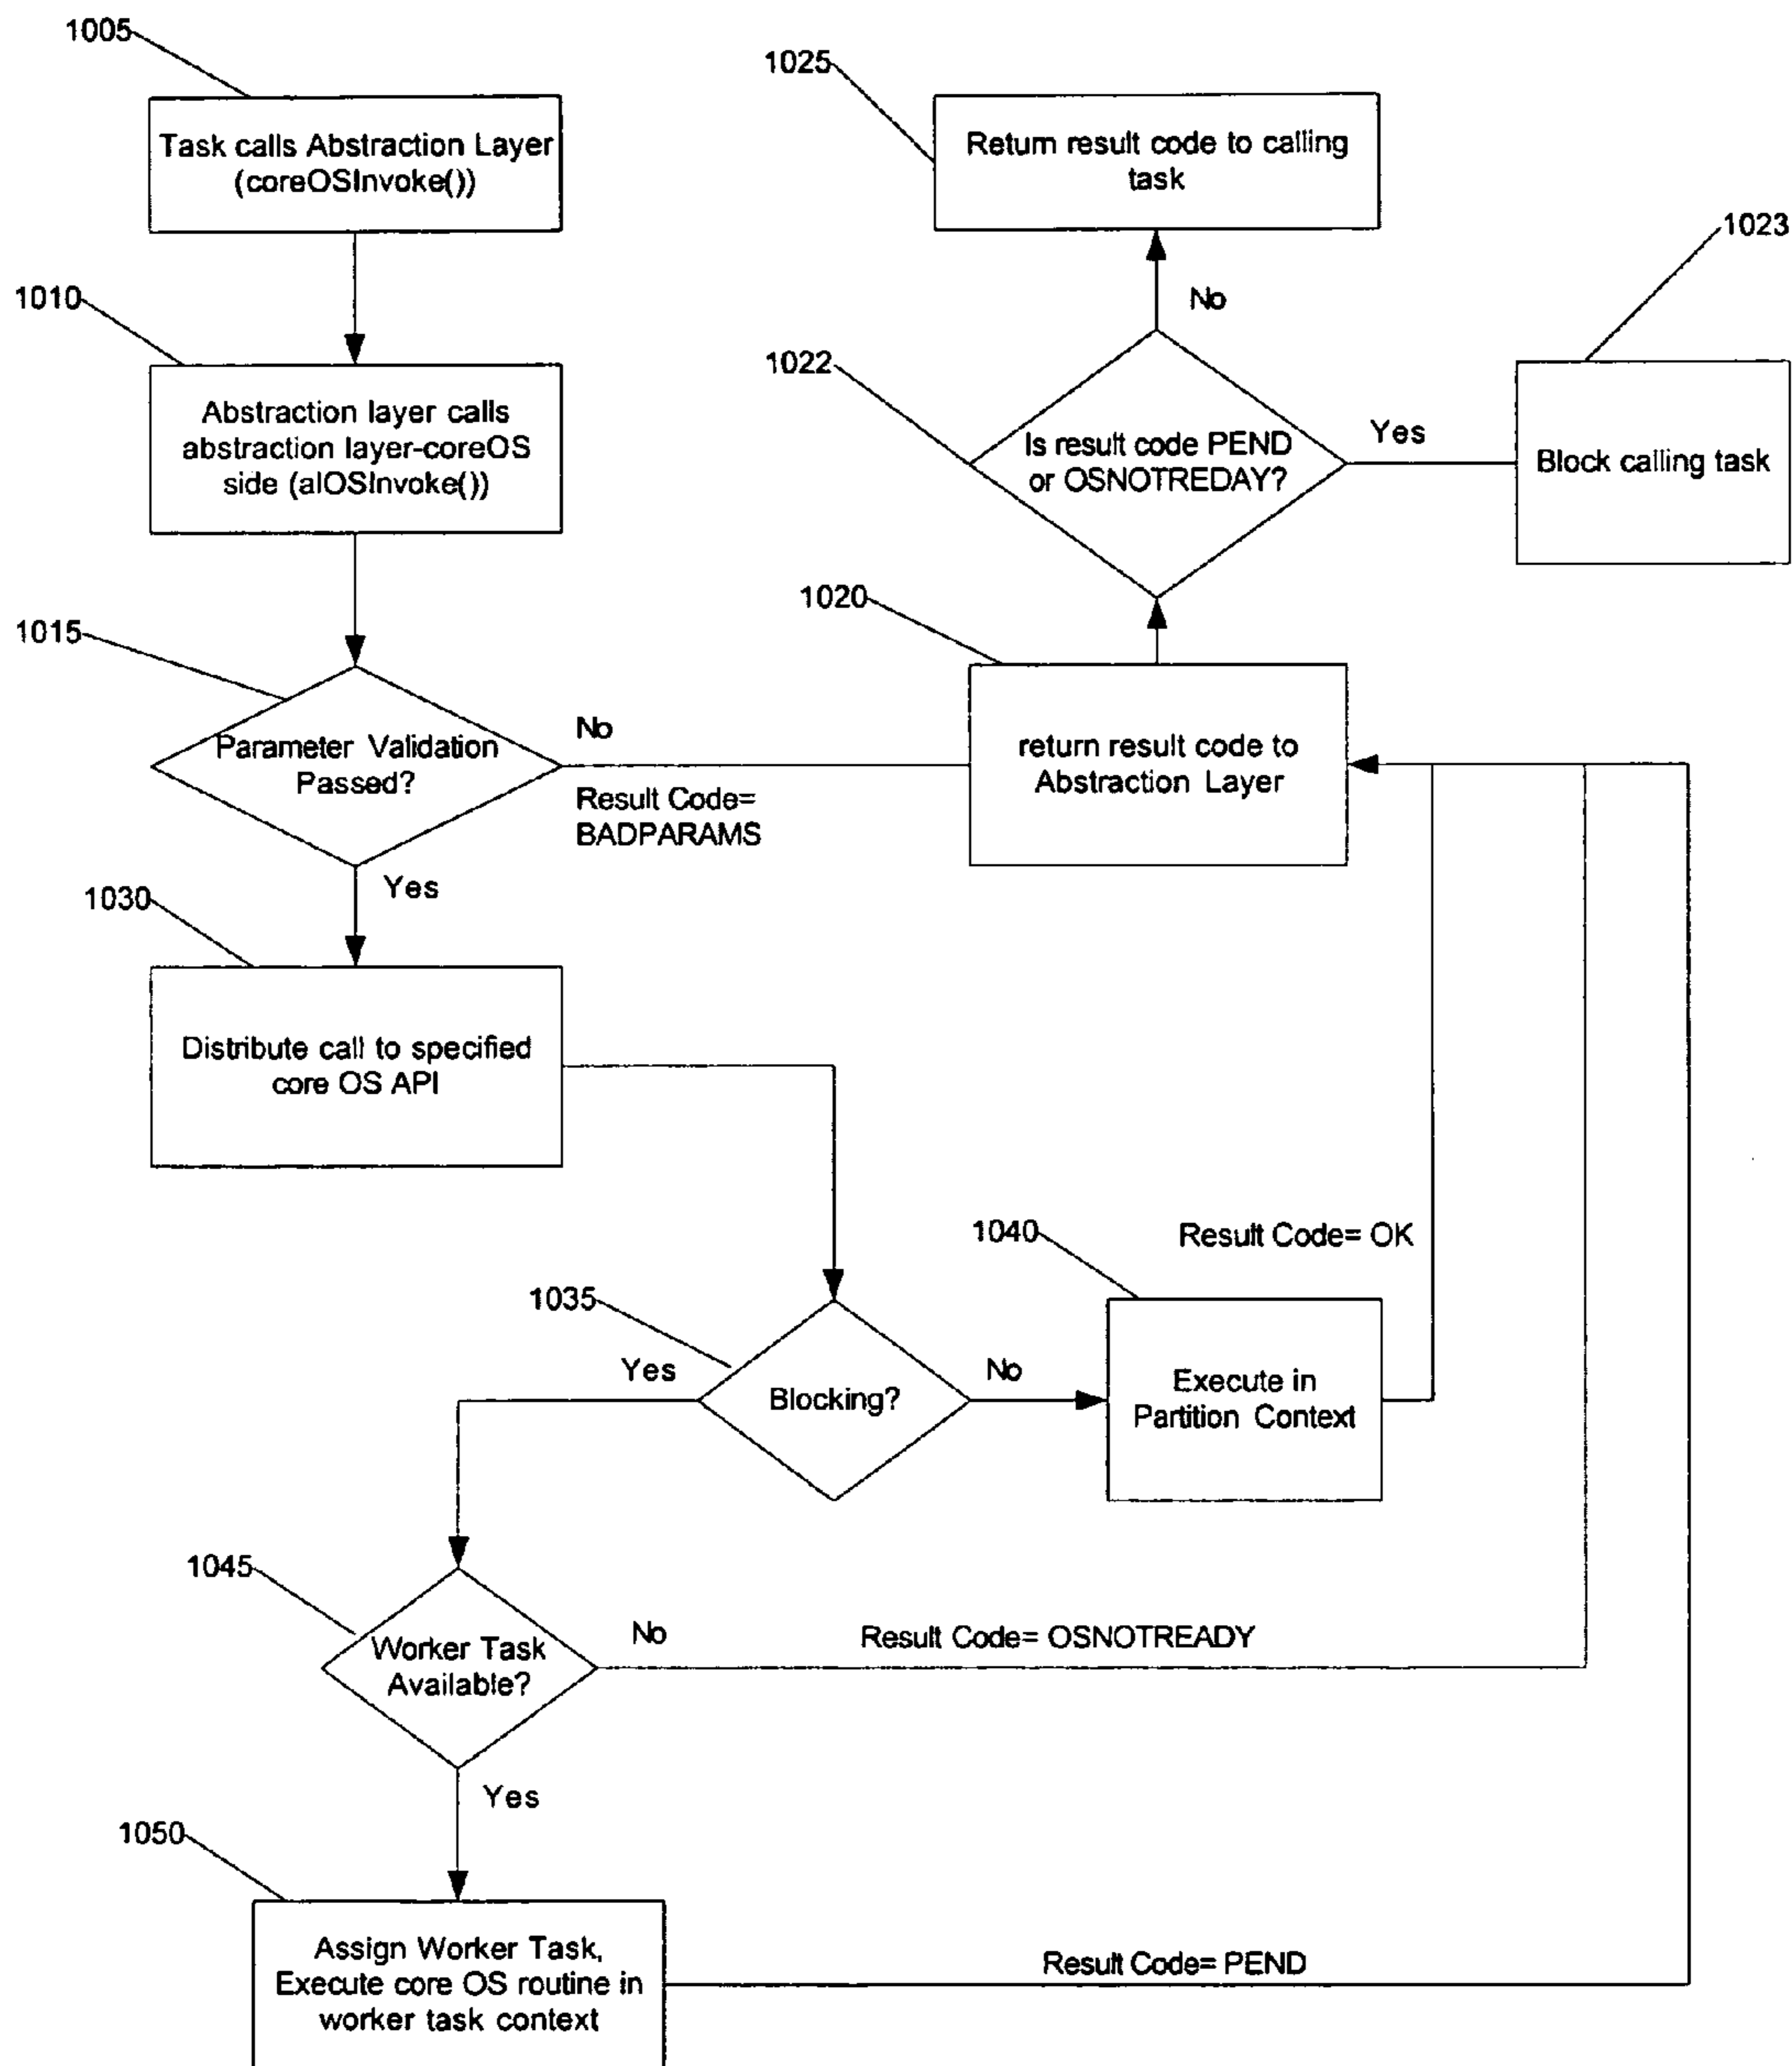 1005
Task calls Abstraction Layer
(coreOSInvoke())
1010
Abstraction layer calls
abstraction layer-coreOS
side (alOSInvoke())
1015
Parameter Validation
Passed?
No
Result Code=
BADPARAMS
Yes
1020
return result code to
Abstraction Layer
1022
Is result code PEND
or OSNOTREDAY?
Yes
1023
Block calling task
No
1025
Return result code to calling
task
1030
Distribute call to specified
core OS API
1035
Blocking?
Yes
No
1040
Execute in
Partition Context
Result Code= OK
1045
Worker Task
Available?
No
Result Code= OSNOTREADY
Yes
1050
Assign Worker Task,
Execute core OS routine in
worker task context
Result Code= PEND